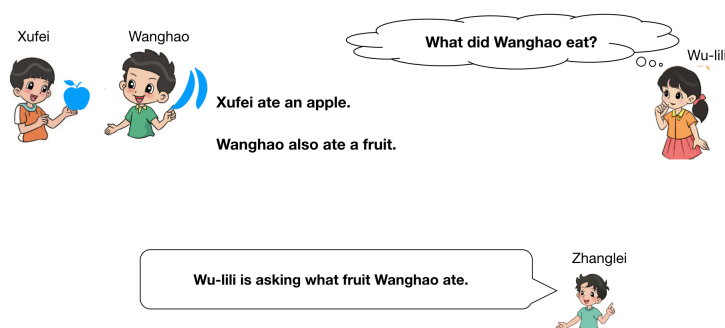 Xufei
Wanghao
What did Wanghao eat?
Wu-lili
Xufei ate an apple.
Wanghao also ate a fruit.
Zhanglei
Wu-lili is asking what fruit Wanghao ate.